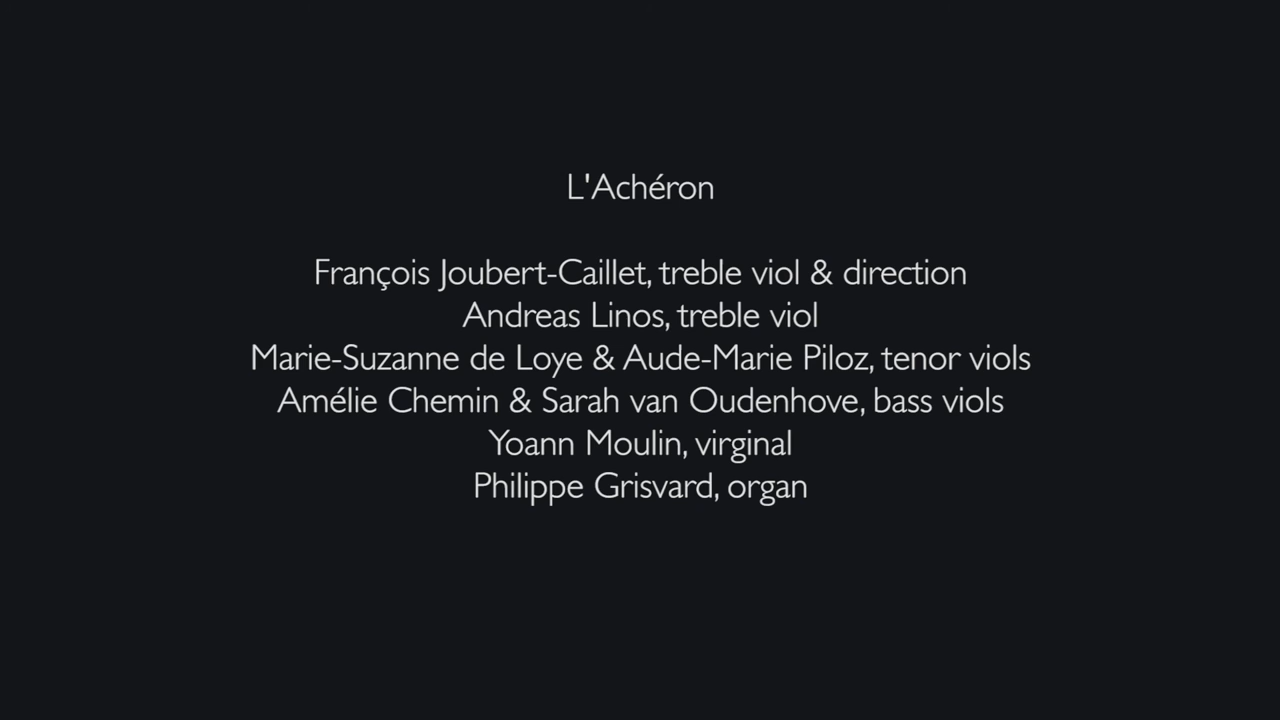 L'Achéron
François Joubert-Caillet, treble viol & direction
Andreas Linos, treble viol
Marie-Suzanne de Loye & Aude-Marie Piloz, tenor viols
Amélie Chemin & Sarah van Oudenhove, bass viols
Yoann Moulin, virginal
Philippe Grisvard, organ